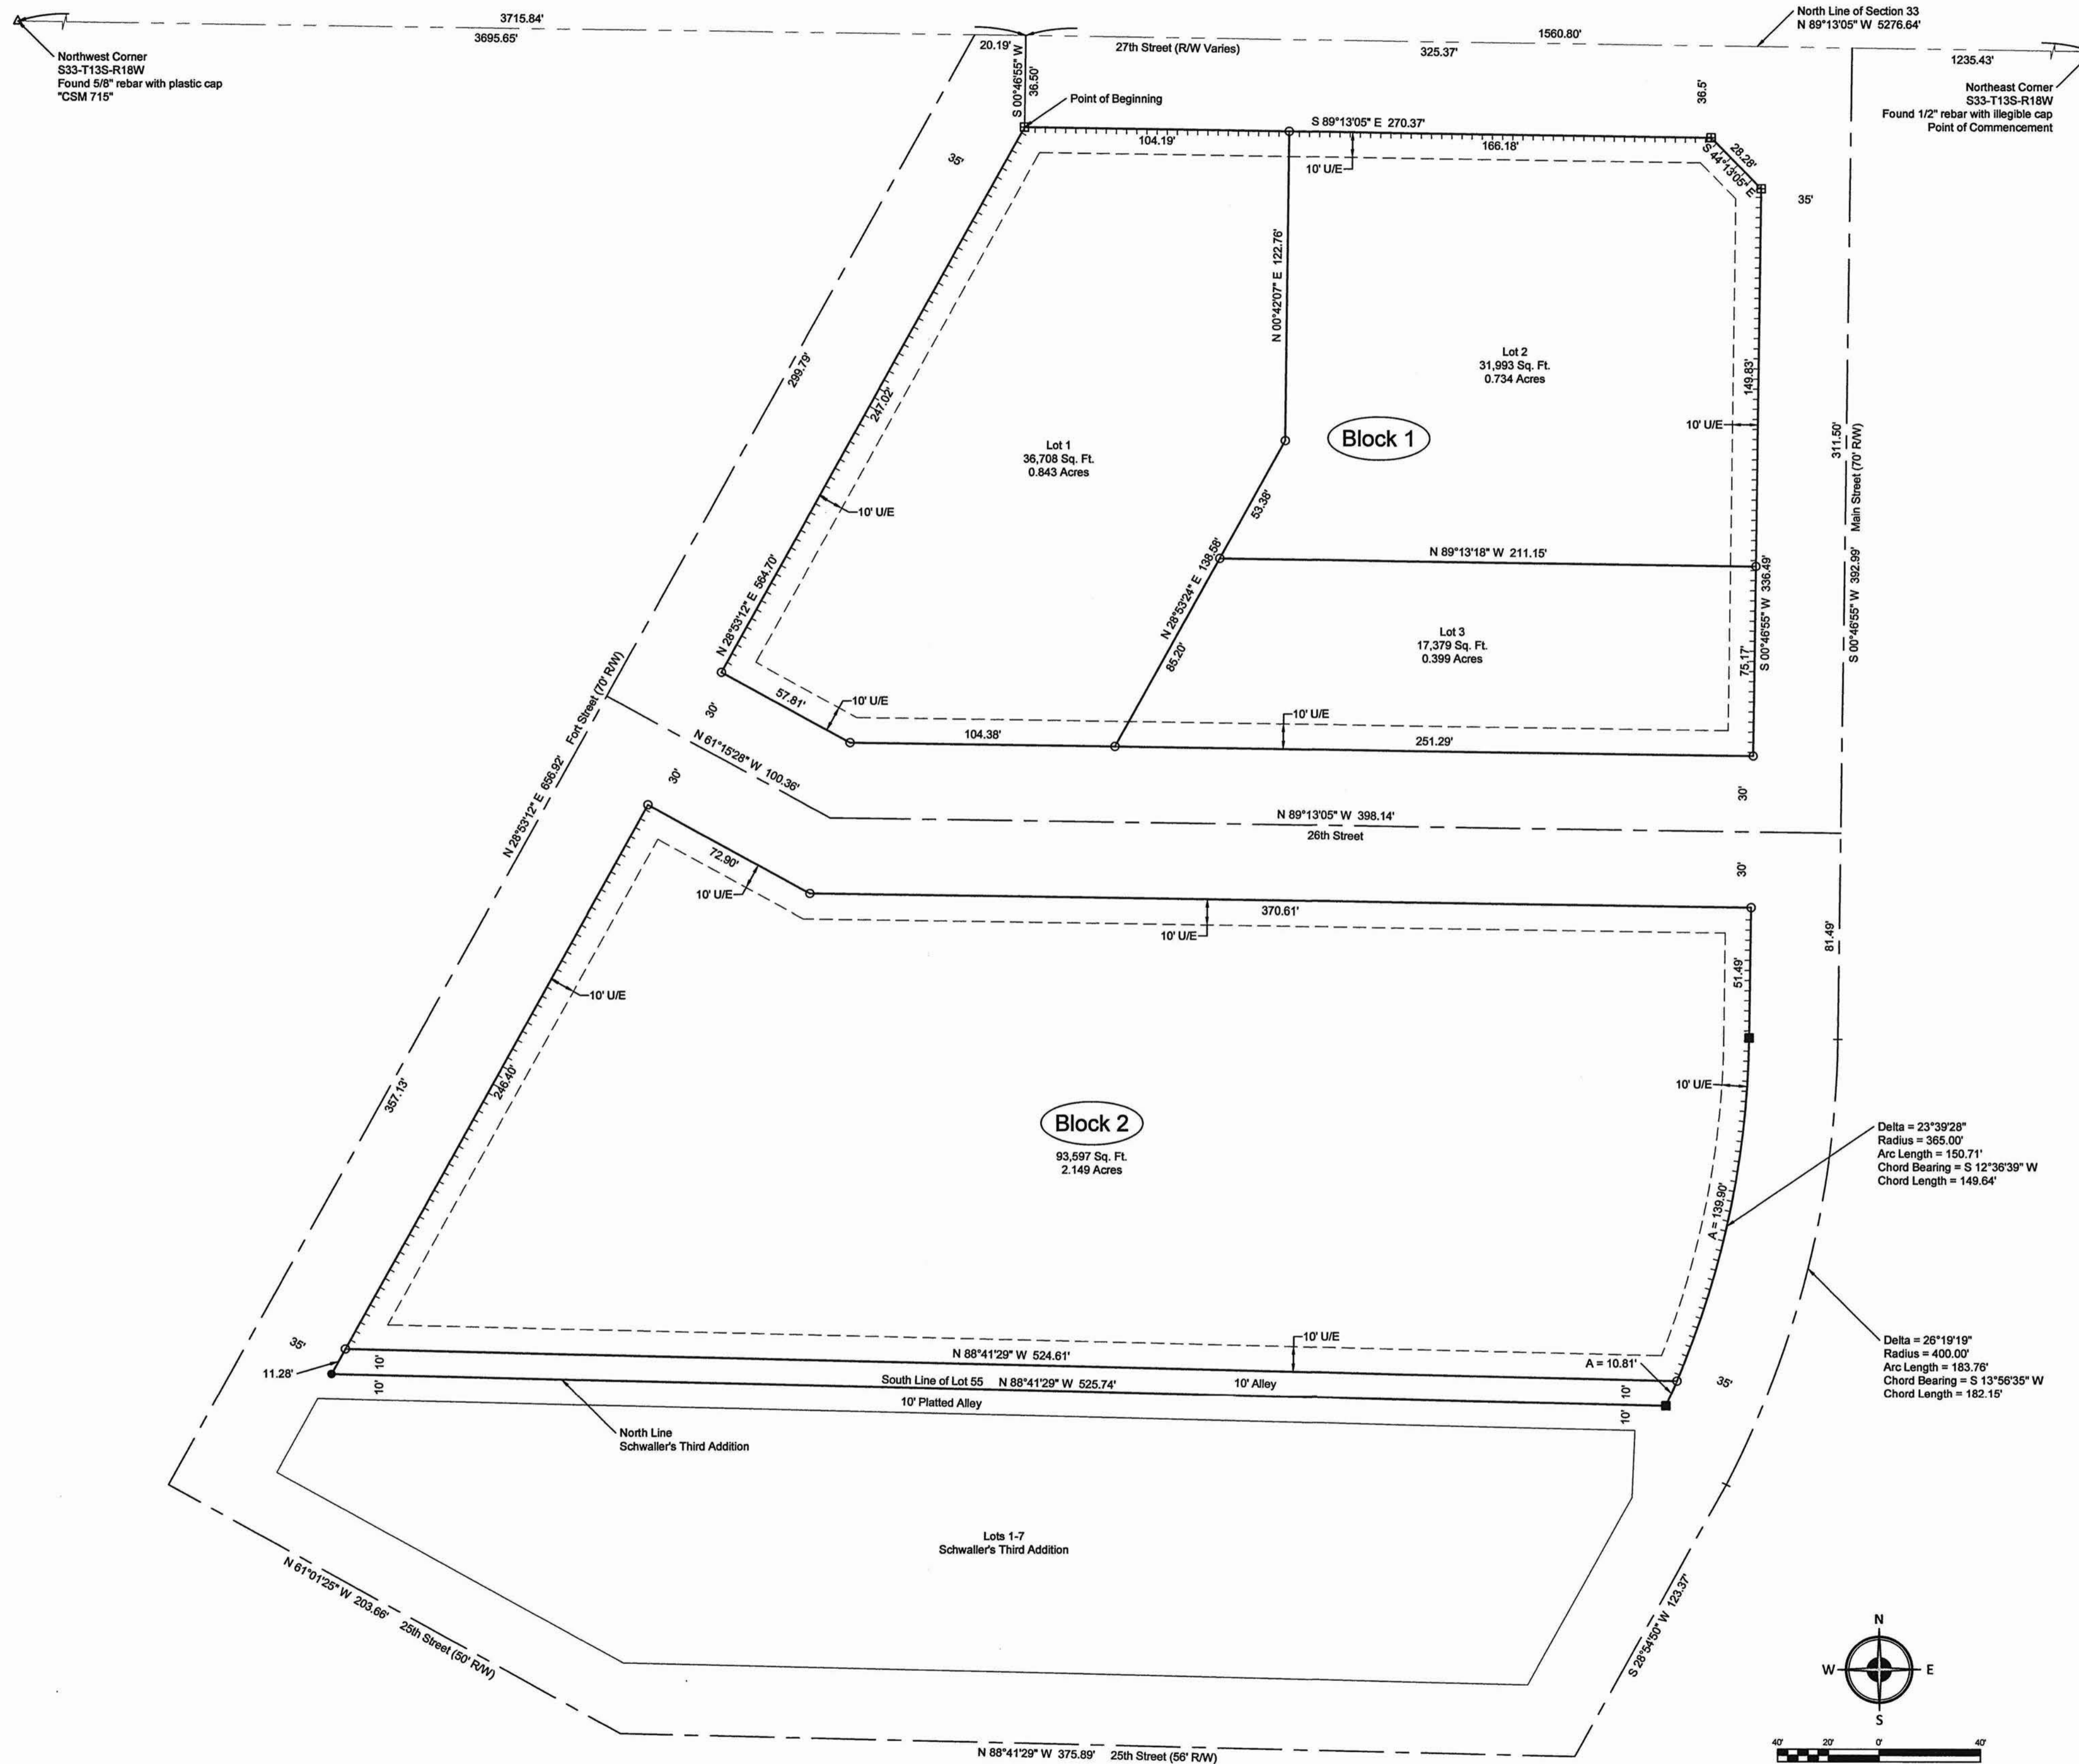 3715.84'
3695.65'
20.19'
27th Street (R/W Varies)
325.37'
1560.80'
North Line of Section 33
N 89°13'05" W 5276.64'
1235.43'
Northwest Corner
S33-T13S-R18W
Found 5/8" rebar with plastic cap
"CSM 715"
Northeast Corner
S33-T13S-R18W
Found 1/2" rebar with illegible cap
Point of Commencement
S 00°46'55" W
36.50'
Point of Beginning
36.5'
S 89°13'05" E 270.37'
104.19'
166.18'
10' U/E
28.28'
S 44°13'05" E
35'
35'
N 00°42'07" E 122.76'
Lot 2
31,993 Sq. Ft.
0.734 Acres
149.83'
299.79'
247.02'
Block 1
10' U/E
311.50'
Main Street (70' R/W)
Lot 1
36,708 Sq. Ft.
0.843 Acres
10' U/E
53.38'
N 89°13'18" W 211.15'
N 28°53'24" E 138.58'
85.20'
N 28°53'12" E 564.70'
S 00°46'55" W 336.49'
S 00°46'55" W 392.99'
Lot 3
17,379 Sq. Ft.
0.399 Acres
75.17'
57.81'
10' U/E
10' U/E
104.38'
251.29'
Fort Street (70' R/W)
30'
N 61°15'28" W 100.36'
30'
30'
N 28°53'12" E 656.92'
N 89°13'05" W 398.14'
26th Street
30'
72.90'
10' U/E
370.61'
10' U/E
81.49'
51.49'
10' U/E
246.40'
357.13'
10' U/E
Block 2
93,597 Sq. Ft.
2.149 Acres
Delta = 23°39'28"
Radius = 365.00'
Arc Length = 150.71'
Chord Bearing = S 12°36'39" W
Chord Length = 149.64'
A = 139.90'
Delta = 26°19'19"
Radius = 400.00'
Arc Length = 183.76'
Chord Bearing = S 13°56'35" W
Chord Length = 182.15'
35'
11.28'
10'
10'
N 88°41'29" W 524.61'
10' U/E
A = 10.81'
South Line of Lot 55 N 88°41'29" W 525.74'
10' Alley
10'
10'
35'
10' Platted Alley
North Line
Schwaller's Third Addition
Lots 1-7
Schwaller's Third Addition
N 61°01'25" W 203.66' 25th Street (50' R/W)
S 28°54'50" W 123.37'
N 88°41'29" W 375.89' 25th Street (56' R/W)
N
W E
S
40' 20' 0' 40'